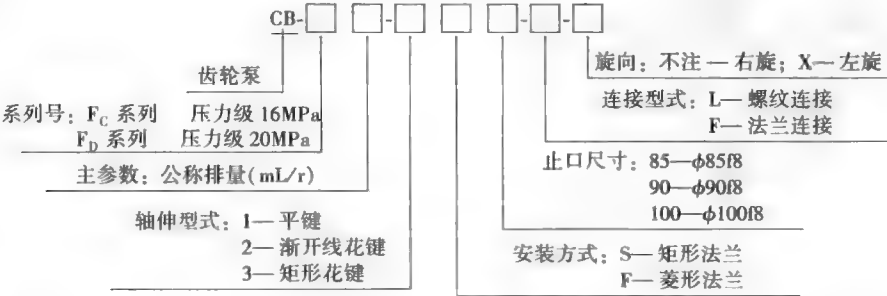 CB-□□-□□□-□-□
旋向：不注—右旋；X—左旋
齿轮泵
连接型式：L—螺纹连接
F—法兰连接
系列号：F_C 系列 压力级 16MPa
F_D 系列 压力级 20MPa
止口尺寸：85—ϕ85f8
90—ϕ90f8
100—ϕ100f8
主参数：公称排量(mL/r)
轴伸型式：1—平键
2—渐开线花键
3—矩形花键
安装方式：S—矩形法兰
F—菱形法兰